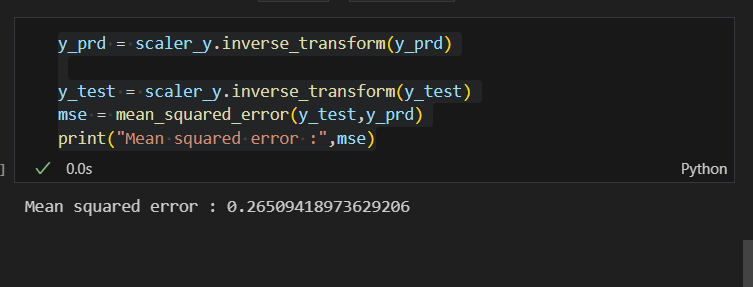 y_prd = scaler_y.inverse_transform(y_prd)
y_test = scaler_y.inverse_transform(y_test)
mse = mean_squared_error(y_test,y_prd)
print("Mean squared error :",mse)
]
0.0s
Python
Mean squared error : 0.26509418973629206